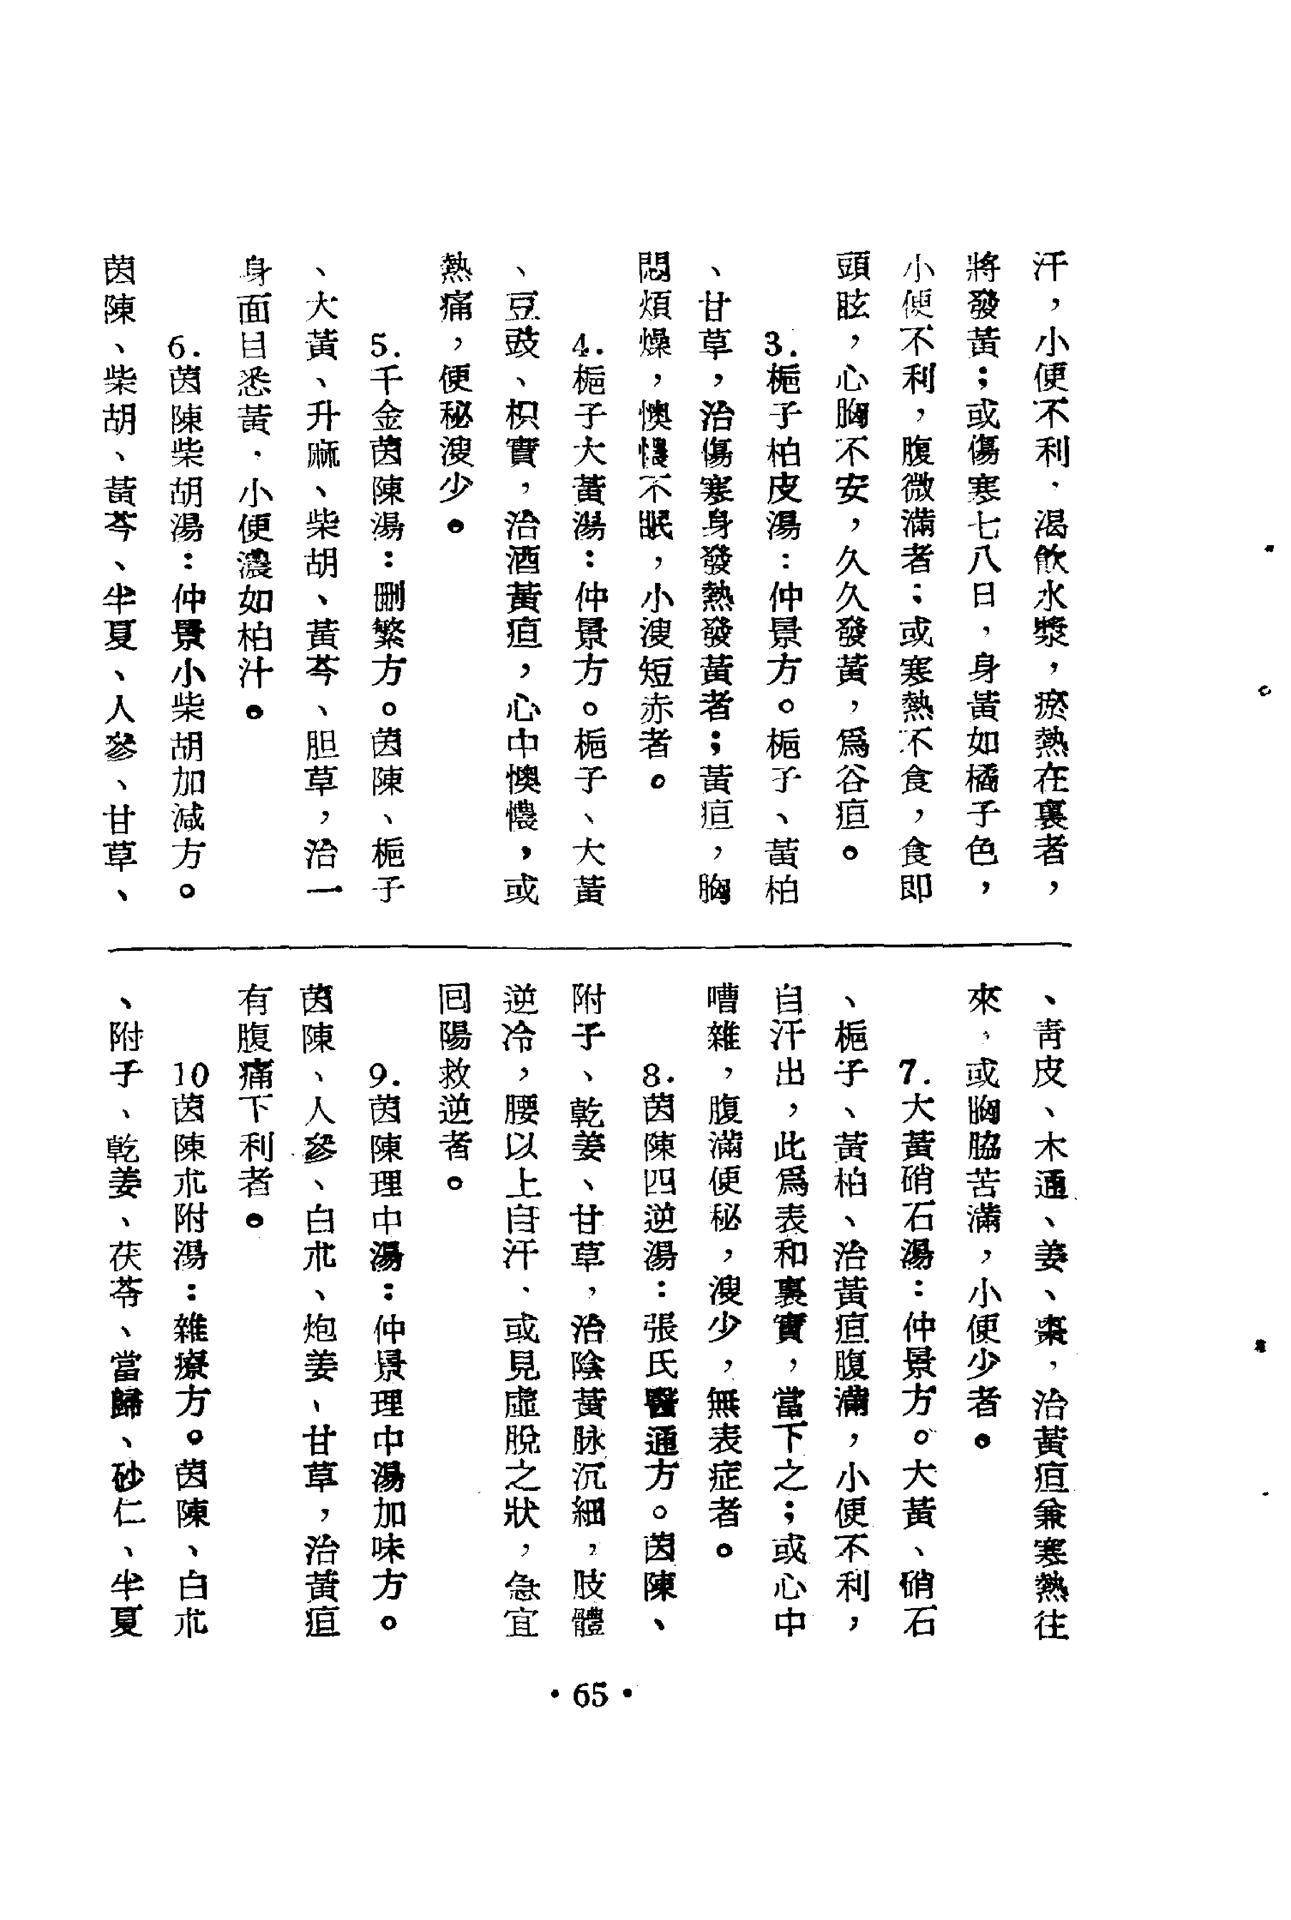 汗，小便不利，渴飲水漿，瘀熱在裏者，
將發黃；或傷寒七八日，身黃如橘子色，
小便不利，腹微滿者；或寒熱不食，食即
頭眩，心胸不安，久久發黃，爲谷疸。
3.梔子柏皮湯：仲景方。梔子、黃柏
、甘草，治傷寒身發熱發黃者；黃疸，胸
悶煩燥，懊憹不眠，小溲短赤者。
4.梔子大黃湯：仲景方。梔子、大黃
、豆豉、枳實，治酒黃疸，心中懊憹，或
熱痛，便秘溲少。
5.千金茵陳湯：删繁方。茵陳、梔子
、大黃、升麻、柴胡、黃芩、胆草，治一
身面目悉黃，小便濃如柏汁。
6.茵陳柴胡湯：仲景小柴胡加減方。
茵陳、柴胡、黃芩、半夏、人參、甘草、
、靑皮、木通、姜、棗，治黃疸兼寒熱往
來，或胸脇苦滿，小便少者。
7.大黃硝石湯：仲景方。大黃、硝石
、梔子、黃柏、治黃疸腹滿，小便不利，
自汗出，此爲表和裏實，當下之；或心中
嘈雜，腹滿便秘，溲少，無表症者。
8.茵陳四逆湯：張氏醫通方。茵陳、
附子、乾姜、甘草，治陰黃脉沉細，肢體
逆冷，腰以上自汗，或見虛脫之狀，急宜
回陽救逆者。
9.茵陳理中湯：仲景理中湯加味方。
茵陳、人參、白朮、炮姜、甘草，治黃疸
有腹痛下利者。
10茵陳朮附湯：雜療方。茵陳、白朮
、附子、乾姜、茯苓、當歸、砂仁、半夏
·65·